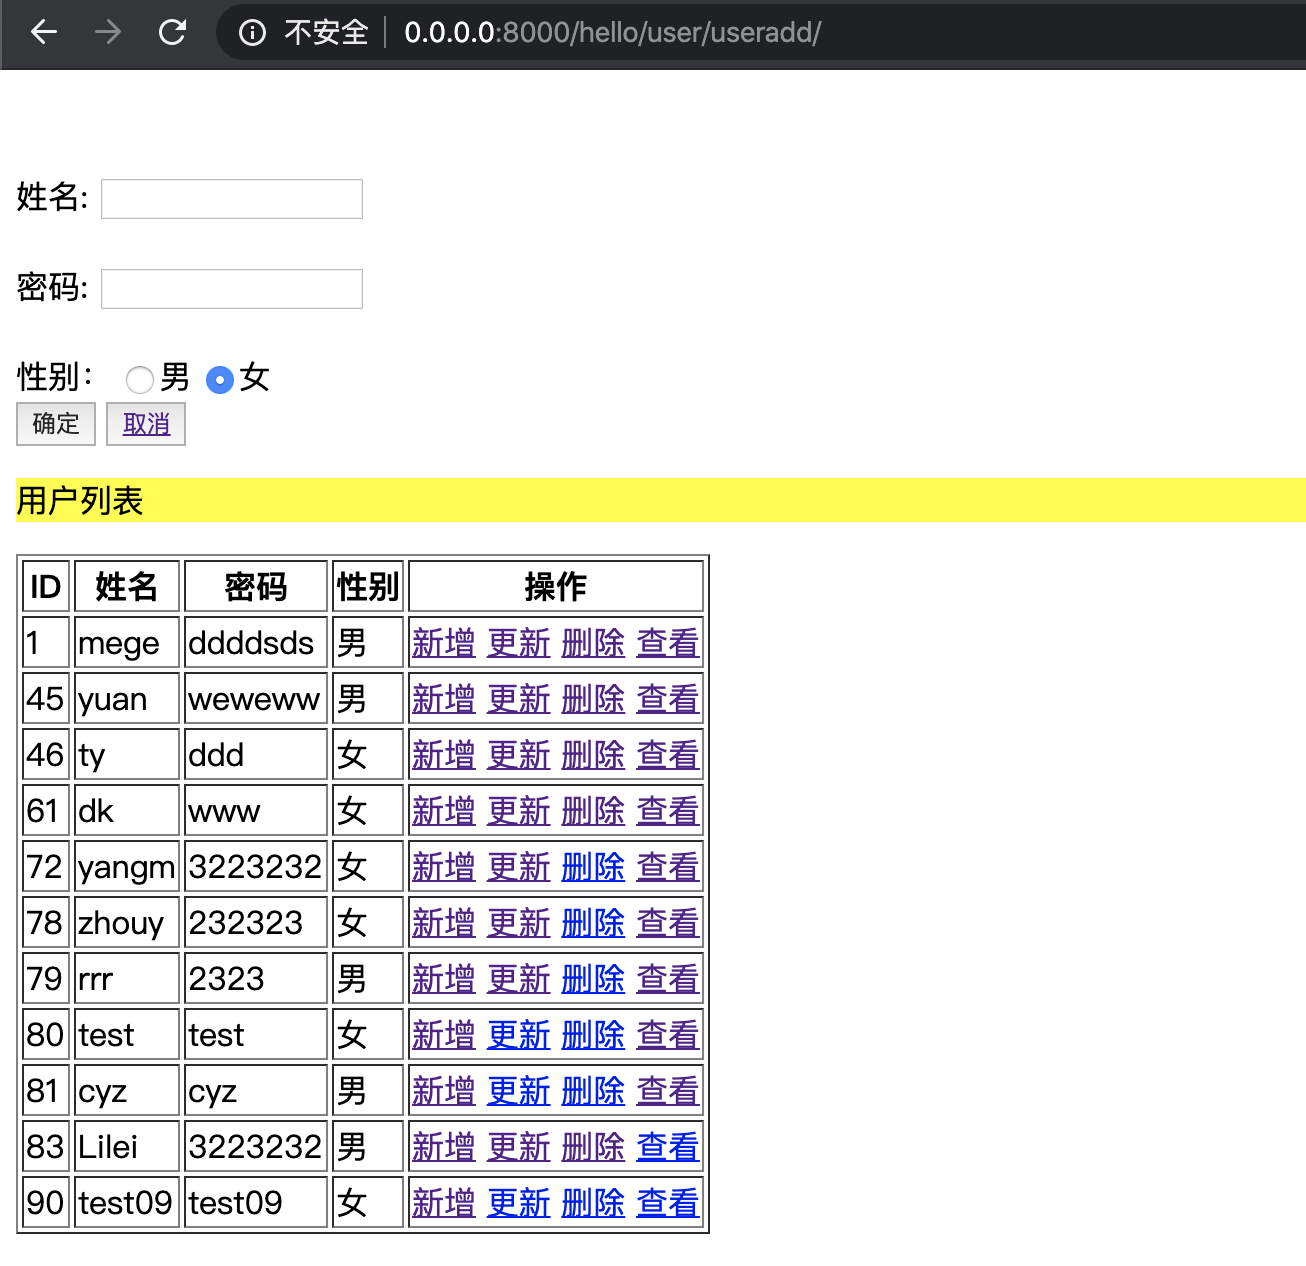 不安全 0.0.0.0:8000/hello/user/useradd/
姓名:
密码:
性别： 男 女
确定 取消
用户列表
ID 姓名 密码 性别 操作
1 mege ddddsds 男 新增 更新 删除 查看
45 yuan weweww 男 新增 更新 删除 查看
46 ty ddd 女 新增 更新 删除 查看
61 dk www 女 新增 更新 删除 查看
72 yangm 3223232 女 新增 更新 删除 查看
78 zhouy 232323 女 新增 更新 删除 查看
79 rrr 2323 男 新增 更新 删除 查看
80 test test 女 新增 更新 删除 查看
81 cyz cyz 男 新增 更新 删除 查看
83 Lilei 3223232 男 新增 更新 删除 查看
90 test09 test09 女 新增 更新 删除 查看